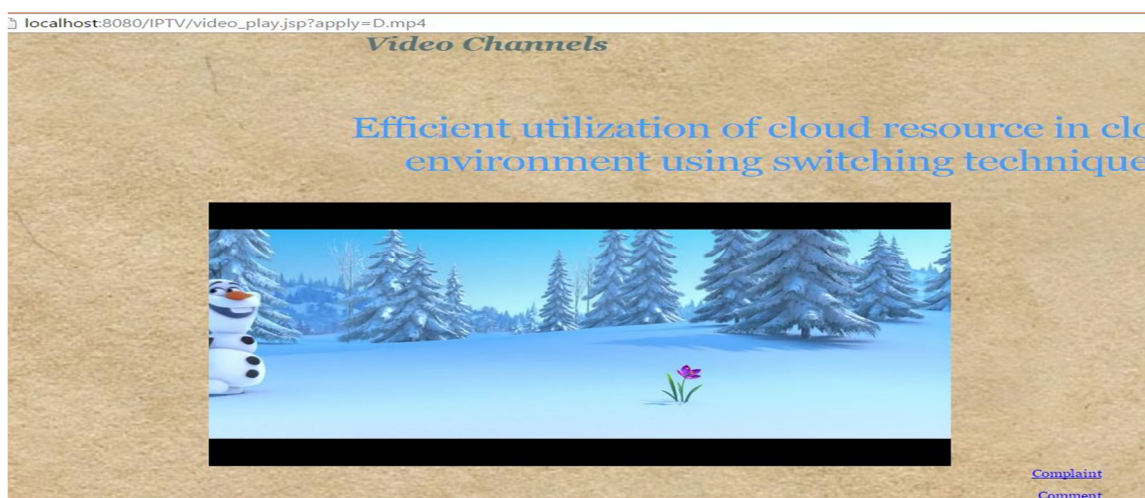 localhost:8080/IPTV/video_play.jsp?apply=D.mp4
Video Channels
Efficient utilization of cloud resource in clo
environment using switching technique
Complaint
Comment